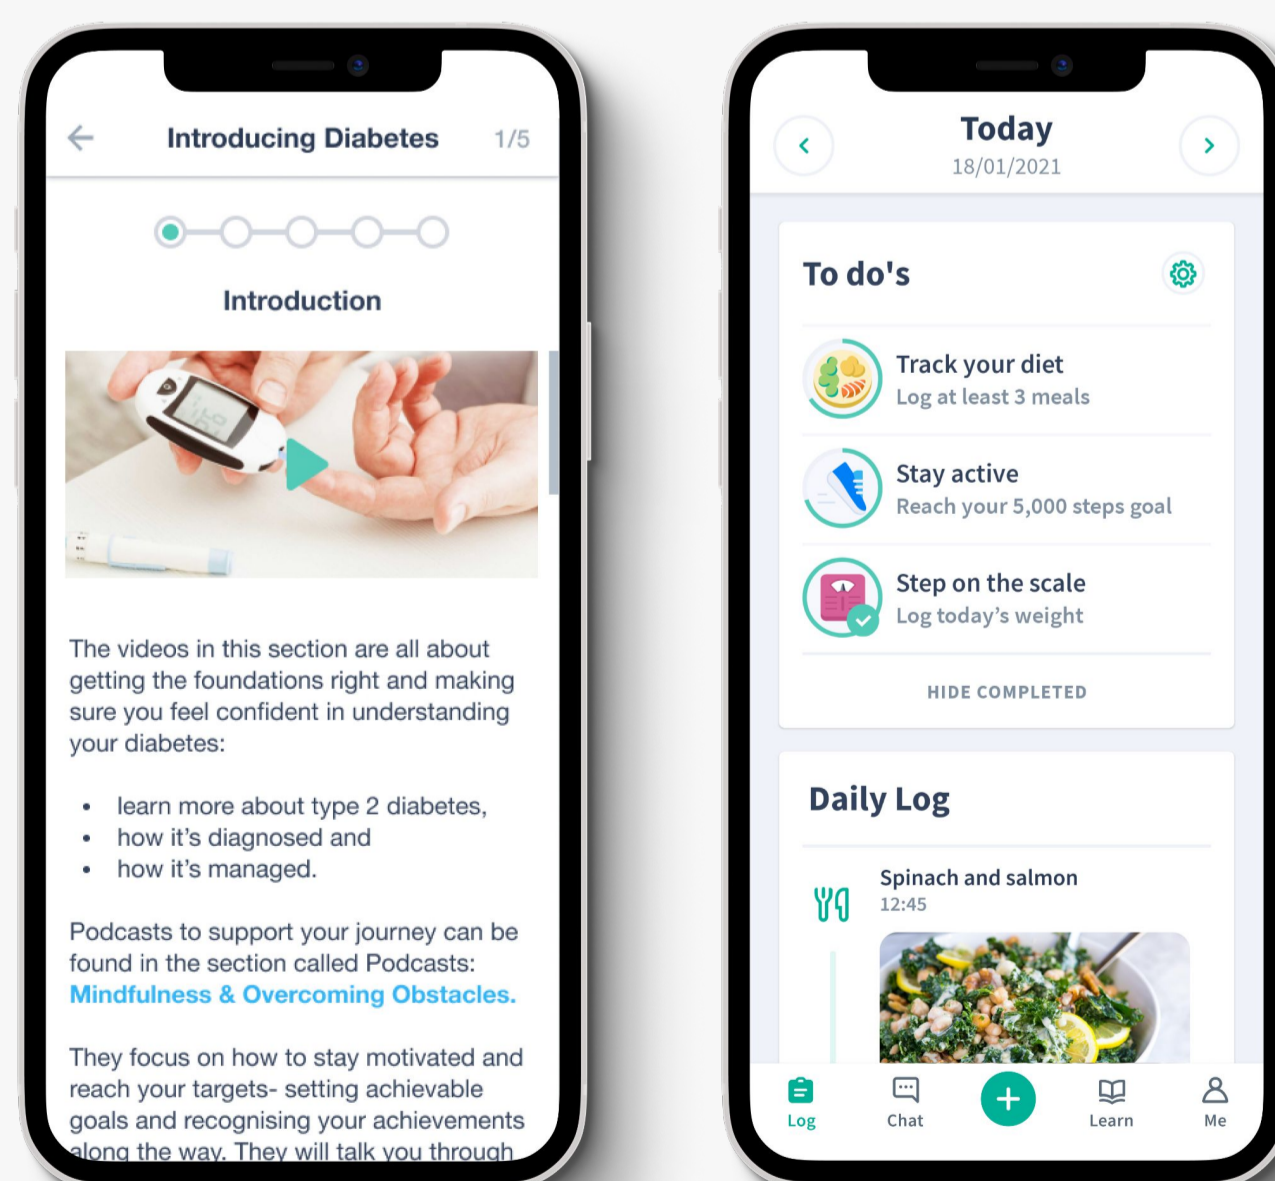 Introducing Diabetes
1/5
Introduction
The videos in this section are all about
getting the foundations right and making
sure you feel confident in understanding
your diabetes:
• learn more about type 2 diabetes,
• how it’s diagnosed and
• how it’s managed.
Podcasts to support your journey can be
found in the section called Podcasts:
Mindfulness & Overcoming Obstacles.
They focus on how to stay motivated and
reach your targets- setting achievable
goals and recognising your achievements
along the way. They will talk you through
Today
18/01/2021
To do's
Track your diet
Log at least 3 meals
Stay active
Reach your 5,000 steps goal
Step on the scale
Log today’s weight
HIDE COMPLETED
Daily Log
Spinach and salmon
12:45
Log
Chat
Learn
Me